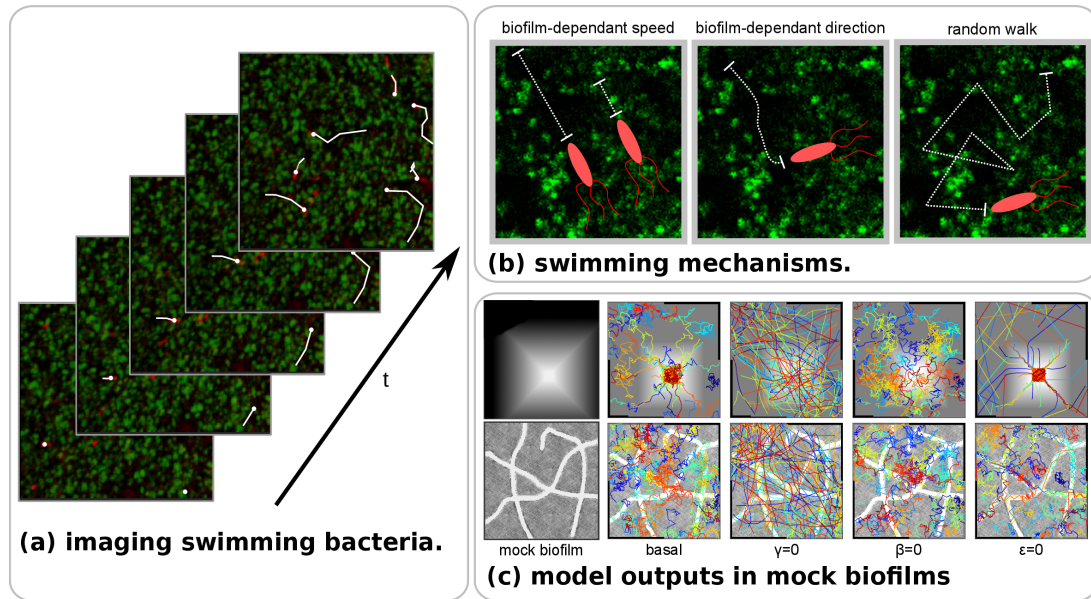 t
(a) imaging swimming bacteria.
biofilm-dependant speed
biofilm-dependant direction
random walk
(b) swimming mechanisms.
mock biofilm
basal
γ=0
β=0
ε=0
(c) model outputs in mock biofilms